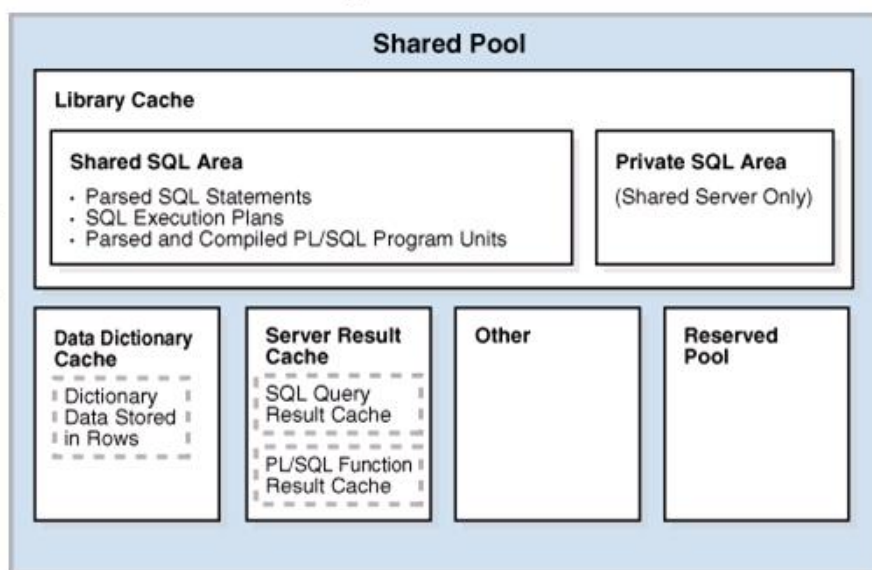 Shared Pool
Library Cache
Shared SQL Area
• Parsed SQL Statements
• SQL Execution Plans
• Parsed and Compiled PL/SQL Program Units
Private SQL Area
(Shared Server Only)
Data Dictionary
Cache
Dictionary
Data Stored
in Rows
Server Result
Cache
SQL Query
Result Cache
PL/SQL Function
Result Cache
Other
Reserved
Pool